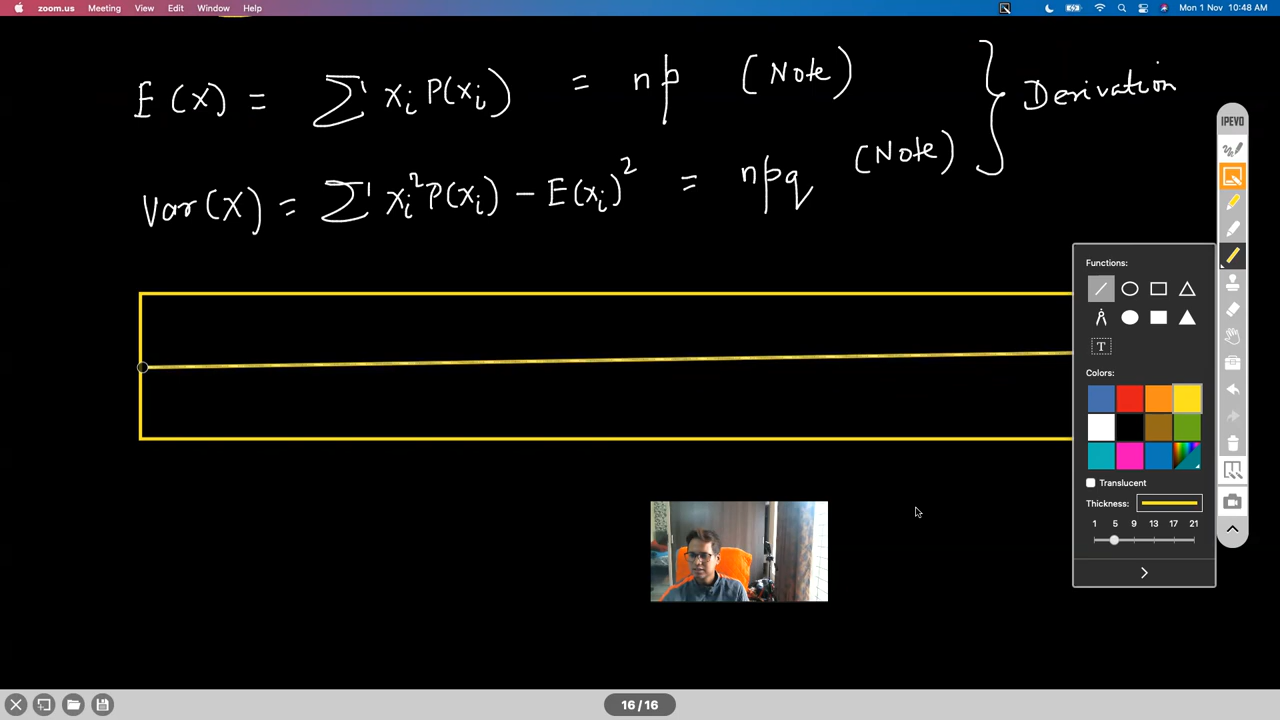 zoom.us Meeting View Edit Window Help Mon 1 Nov 10:48 AM
E(X) = ∑ xi P(xi) = np (Note)
Derivation
Var(X) = ∑ xi² P(xi) - E(xi)² = npq (Note)
IPEVO
Functions:
T
Colors:
Translucent
Thickness:
1 5 9 13 17 21
16 / 16